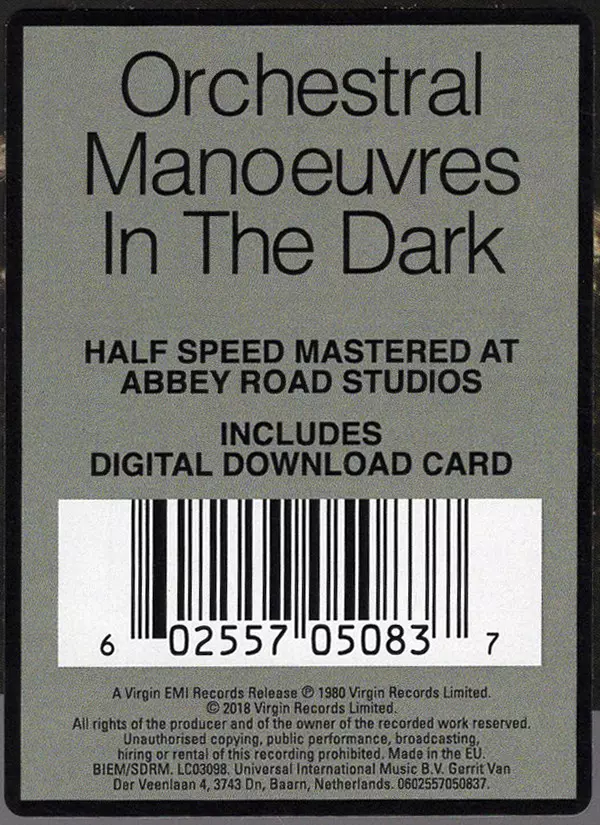 Orchestral
Manoeuvres
In The Dark
HALF SPEED MASTERED AT
ABBEY ROAD STUDIOS
INCLUDES
DIGITAL DOWNLOAD CARD
6 02557 05083 7
A Virgin EMI Records Release ℗ 1980 Virgin Records Limited.
© 2018 Virgin Records Limited.
All rights of the producer and of the owner of the recorded work reserved.
Unauthorised copying, public performance, broadcasting,
hiring or rental of this recording prohibited. Made in the EU.
BIEM/SDRM. LC03098. Universal International Music B.V. Gerrit Van
Der Veenlaan 4, 3743 Dn, Baarn, Netherlands. 0602557050837.